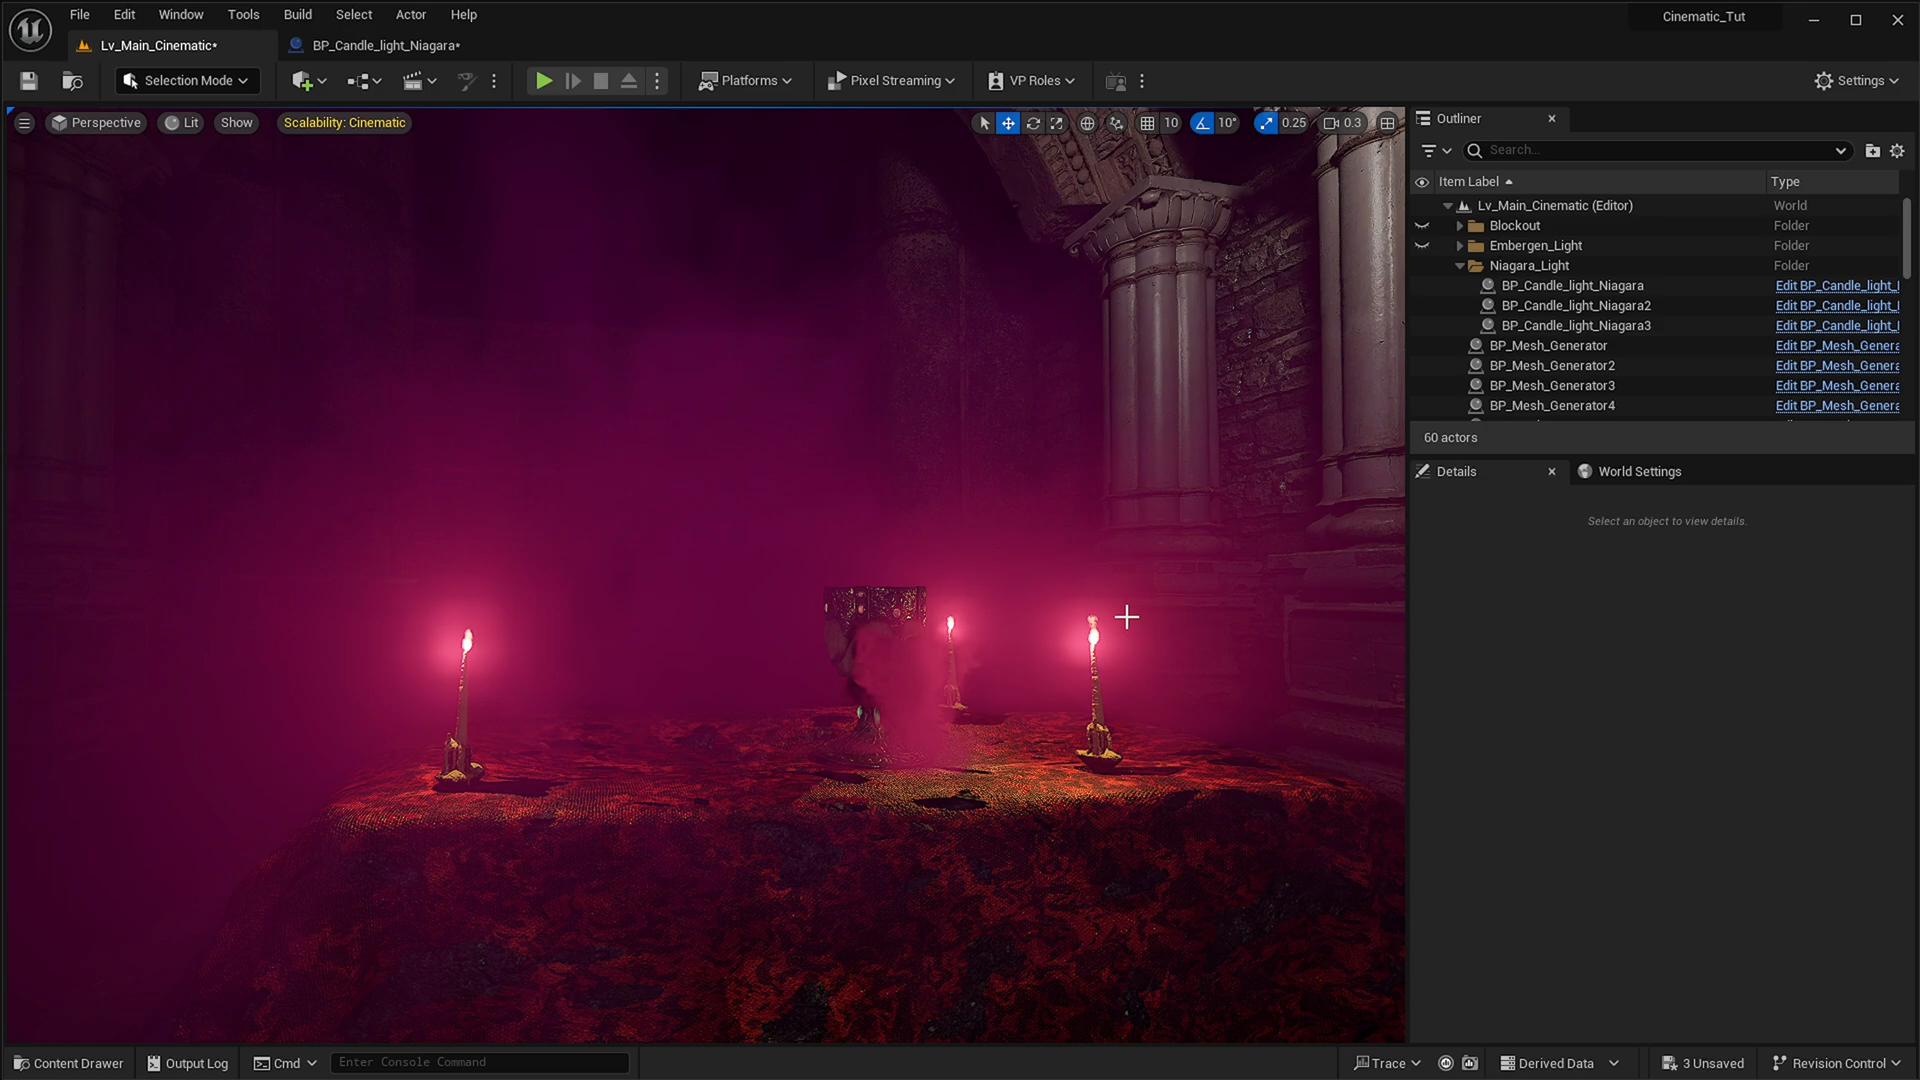 File Edit Window Tools Build Select Actor Help
Cinematic_Tut
Lv_Main_Cinematic*
BP_Candle_light_Niagara*
Selection Mode
Platforms
Pixel Streaming
VP Roles
Settings
Perspective
Lit
Show
Scalability: Cinematic
10
10°
0.25
0.3
Outliner
Search...
Item Label
Type
Lv_Main_Cinematic (Editor) World
Blockout Folder
Embergen_Light Folder
Niagara_Light Folder
BP_Candle_light_Niagara Edit BP_Candle_light_
BP_Candle_light_Niagara2 Edit BP_Candle_light_
BP_Candle_light_Niagara3 Edit BP_Candle_light_
BP_Mesh_Generator Edit BP_Mesh_Genera
BP_Mesh_Generator2 Edit BP_Mesh_Genera
BP_Mesh_Generator3 Edit BP_Mesh_Genera
BP_Mesh_Generator4 Edit BP_Mesh_Genera
60 actors
Details
World Settings
Select an object to view details.
Content Drawer
Output Log
Cmd
Enter Console Command
Trace
Derived Data
3 Unsaved
Revision Control